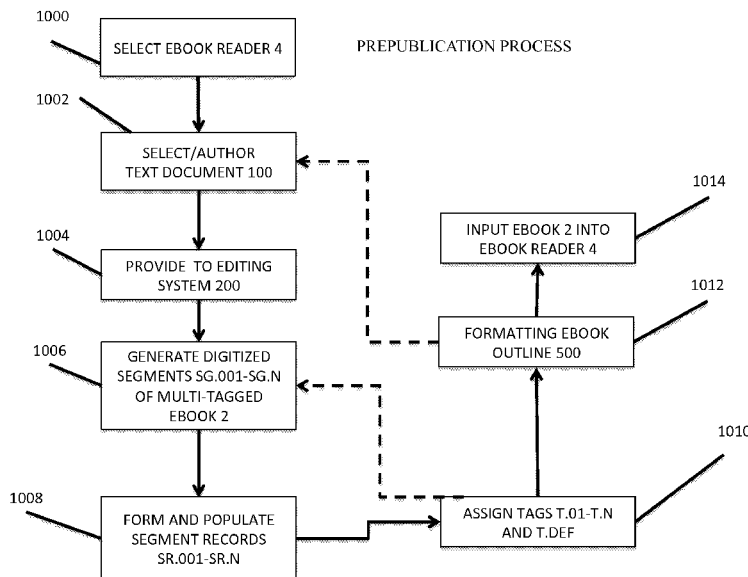 PREPUBLICATION PROCESS
1000
SELECT EBOOK READER 4
1002
SELECT/AUTHOR
TEXT DOCUMENT 100
1004
PROVIDE TO EDITING
SYSTEM 200
1006
GENERATE DIGITIZED
SEGMENTS SG.001-SG.N
OF MULTI-TAGGED
EBOOK 2
1008
FORM AND POPULATE
SEGMENT RECORDS
SR.001-SR.N
1010
ASSIGN TAGS T.01-T.N
AND T.DEF
1012
FORMATTING EBOOK
OUTLINE 500
1014
INPUT EBOOK 2 INTO
EBOOK READER 4